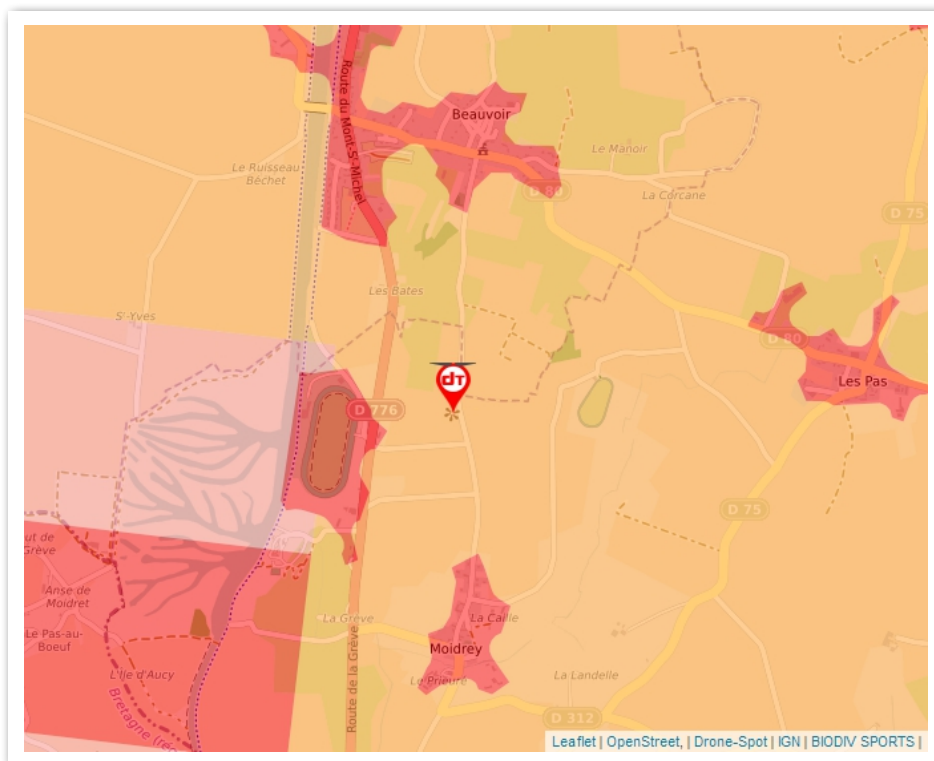 Route du Mont-St-Michel
Beauvoir
Le Ruisseau
Béchet
Le Manoir
D 80
La Corcane
D 75
Les Bates
St-Yves
D 80
Les Pas
dT
D 776
D 75
ut de
Grève
Anse de
Moidret
Le Pas-au-
Boeuf
L'Ile d'Aucy
La Grève
Route de la Grève
La Caille
Moidrey
Le Prieuré
La Landelle
D 312
Leaflet | OpenStreet, | Drone-Spot | IGN | BIODIV SPORTS |